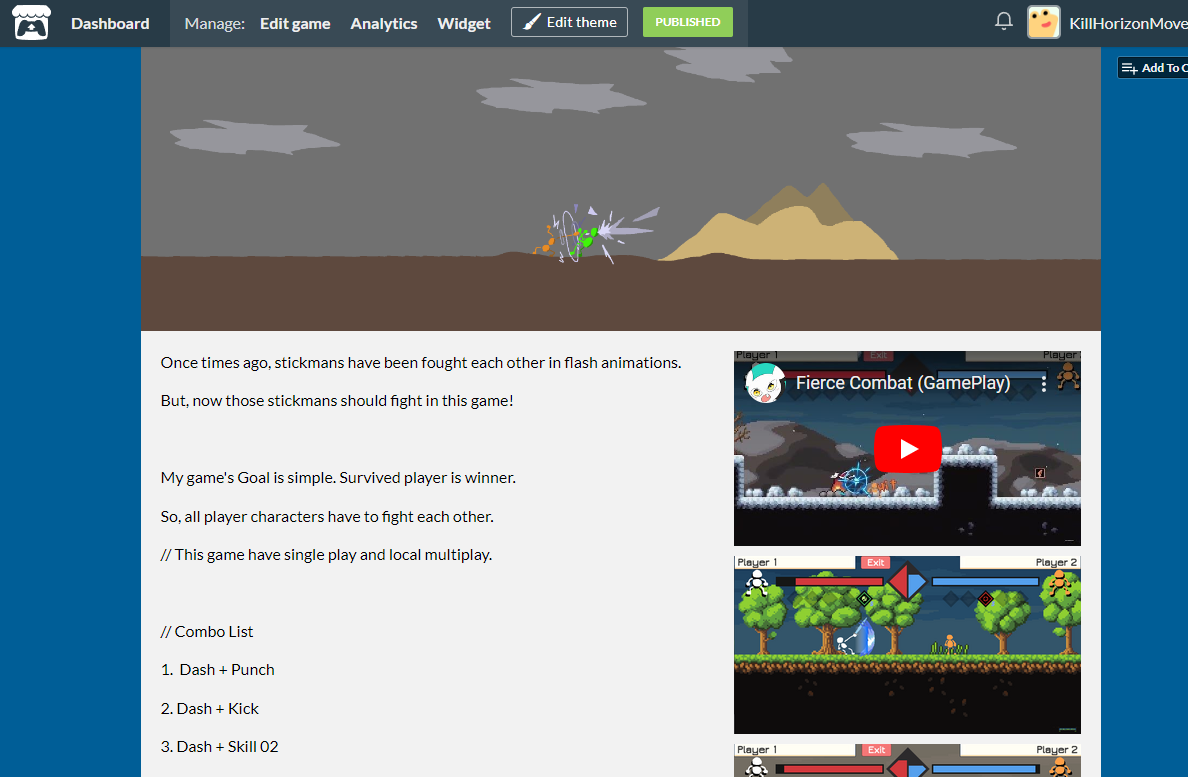 Dashboard
Manage:
Edit game
Analytics
Widget
Edit theme
PUBLISHED
KillHorizonMove
Add To C
Once times ago, stickmans have been fought each other in flash animations.
But, now those stickmans should fight in this game!
My game's Goal is simple. Survived player is winner.
So, all player characters have to fight each other.
// This game have single play and local multiplay.
// Combo List
1. Dash + Punch
2. Dash + Kick
3. Dash + Skill 02
Player 1
Exit
Player 2
Fierce Combat (GamePlay)
Player 1
Exit
Player 2
Player 1
Exit
Player 2